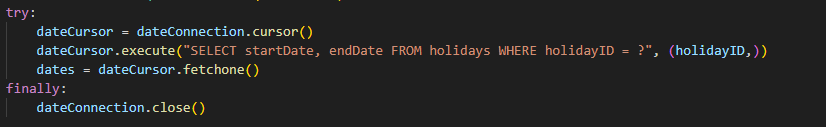 try:
    dateCursor = dateConnection.cursor()
    dateCursor.execute("SELECT startDate, endDate FROM holidays WHERE holidayID = ?", (holidayID,))
    dates = dateCursor.fetchone()
finally:
    dateConnection.close()